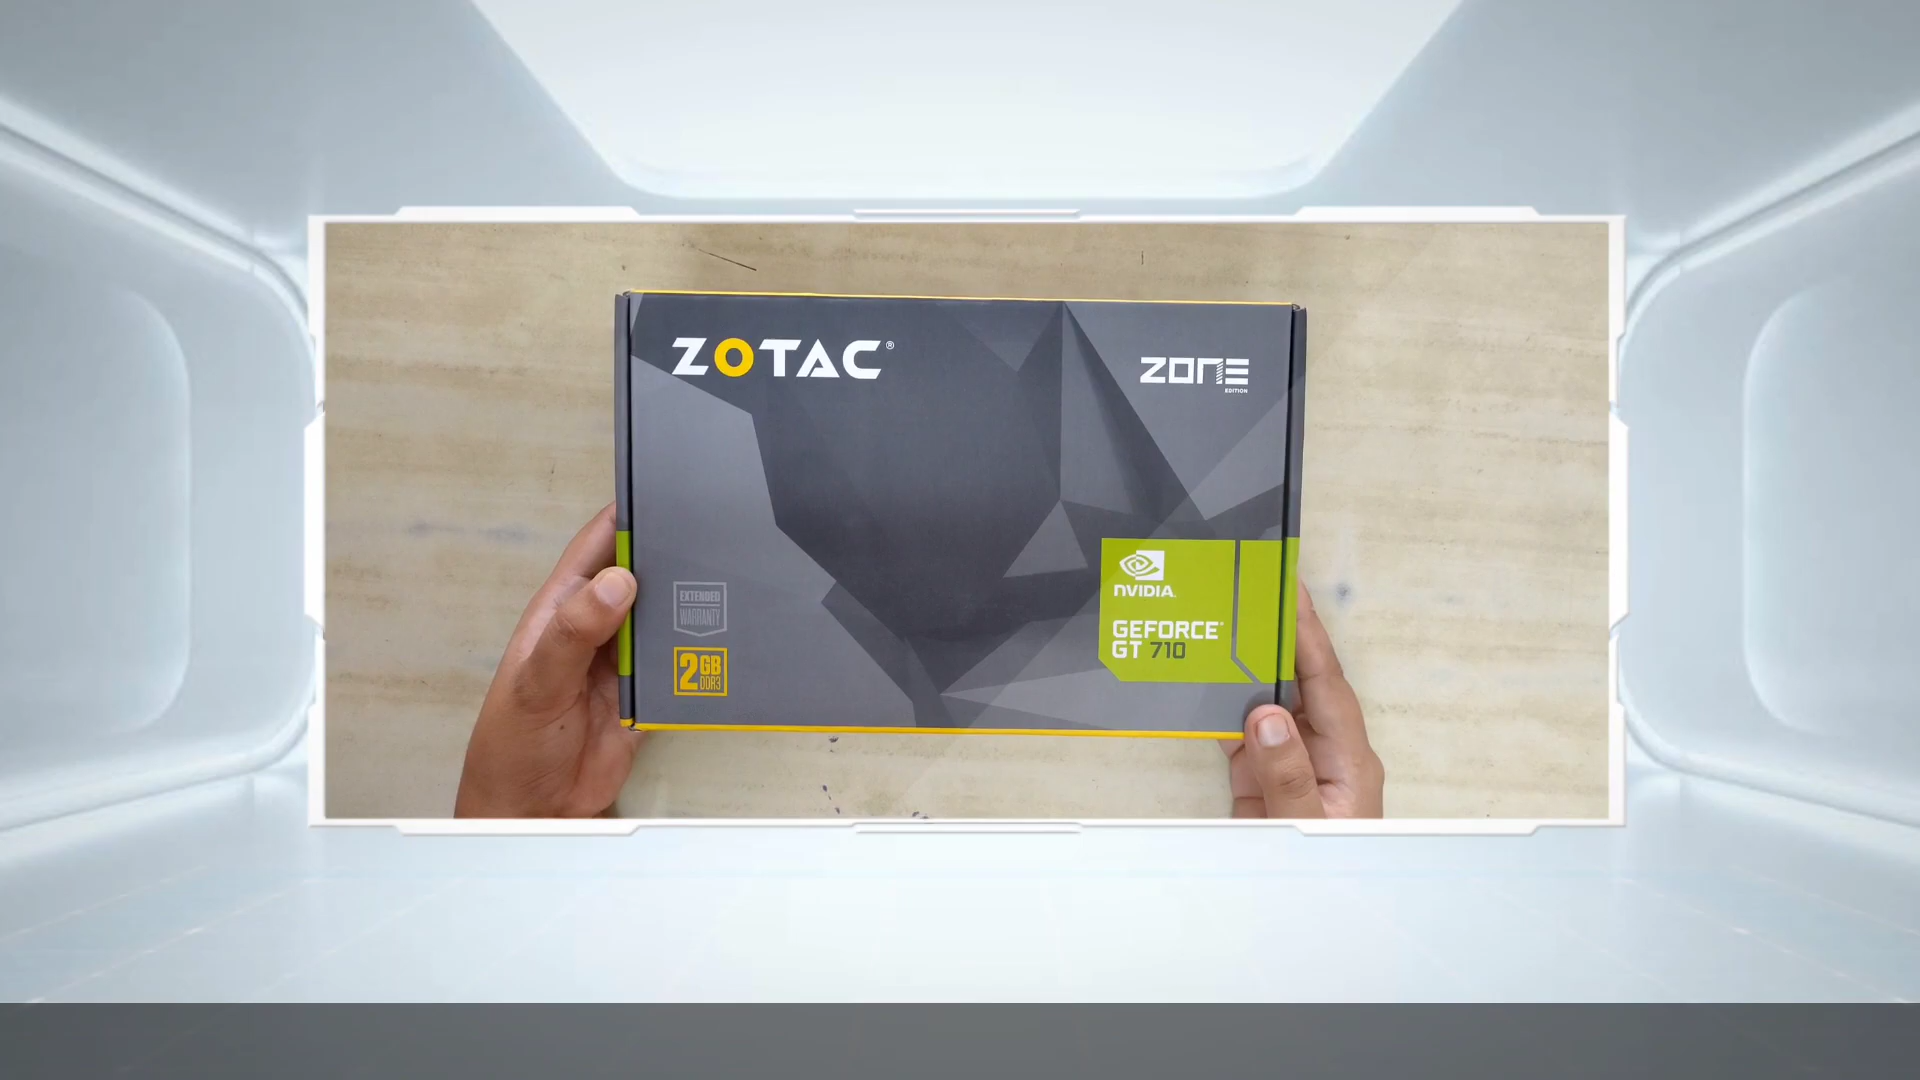 ZOTAC®
ZONE
EDITION
EXTENDED
WARRANTY
2GB
DDR3
NVIDIA.
GEFORCE®
GT 710